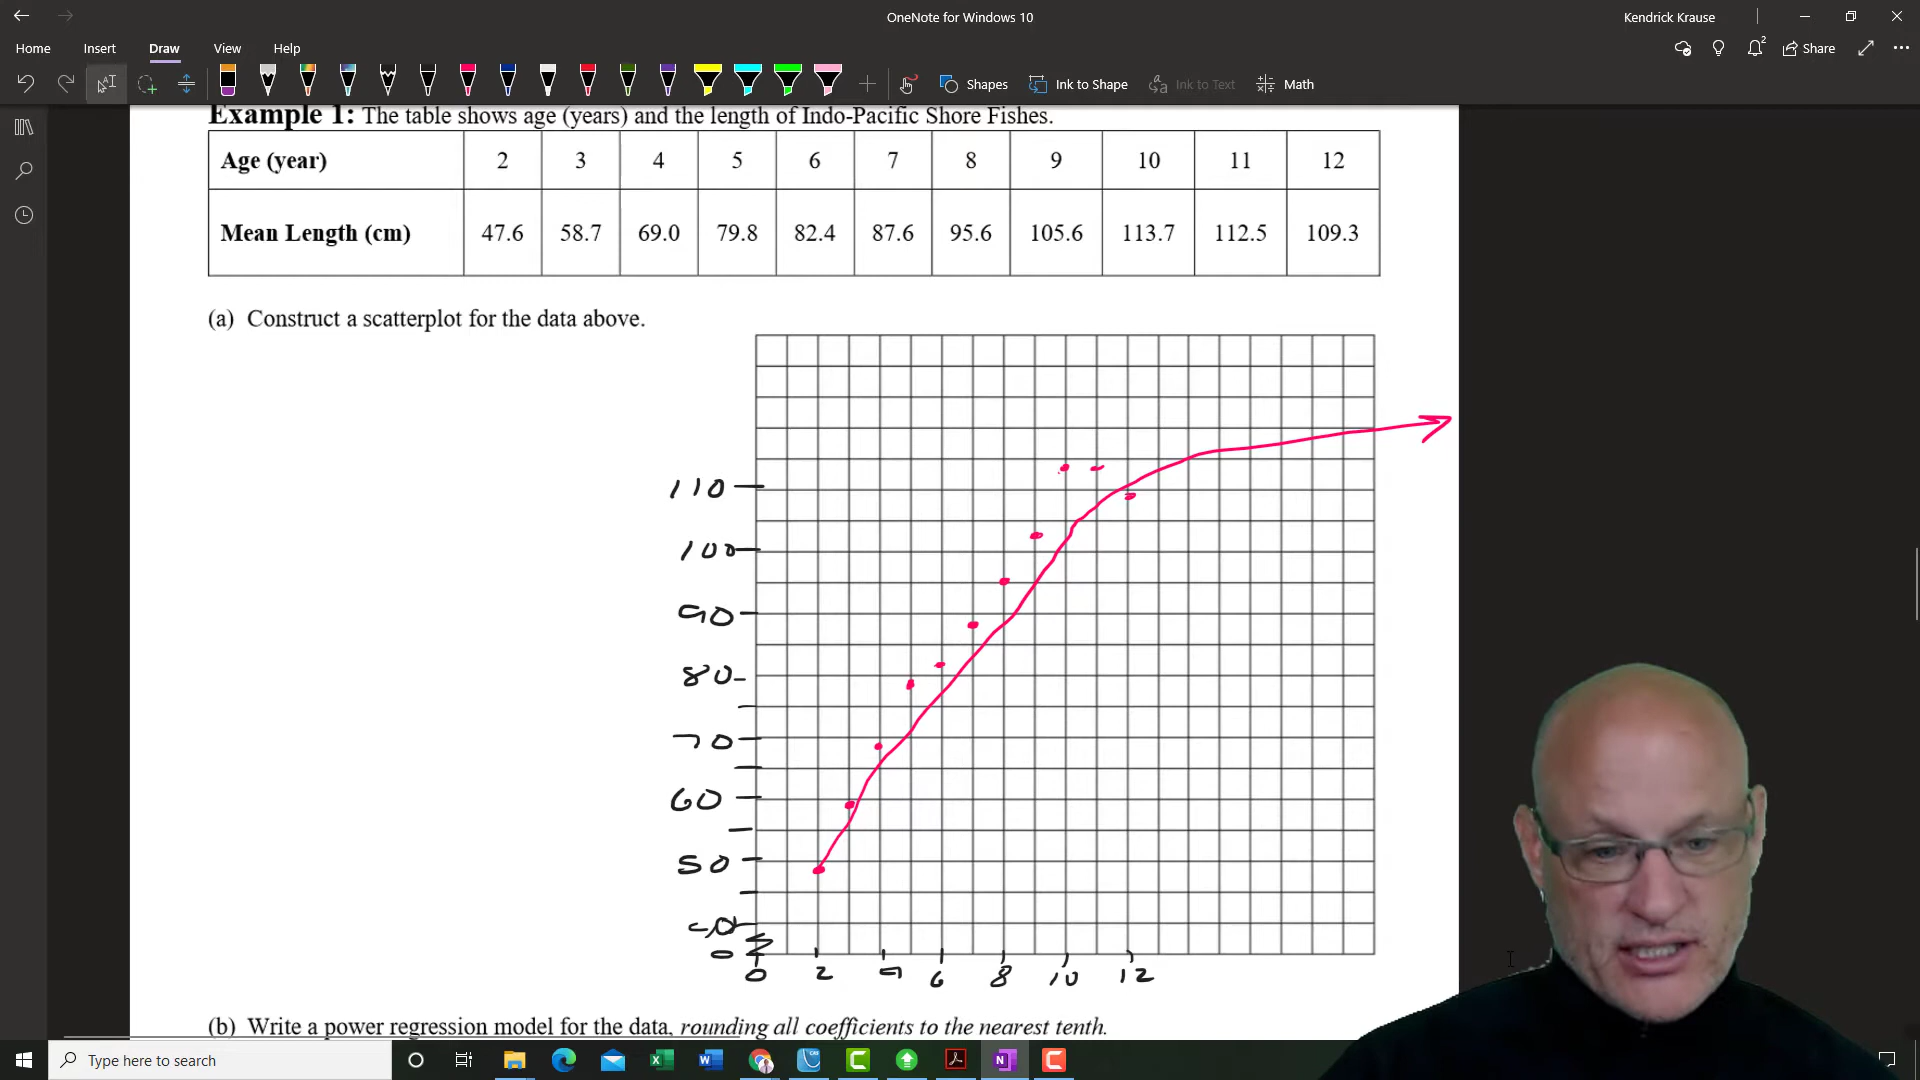 OneNote for Windows 10
Kendrick Krause
Home Insert Draw View Help
2
Share
Shapes
Ink to Shape
Ink to Text
Math
Example 1: The table shows age (years) and the length of Indo-Pacific Shore Fishes.
Age (year) 2 3 4 5 6 7 8 9 10 11 12
Mean Length (cm) 47.6 58.7 69.0 79.8 82.4 87.6 95.6 105.6 113.7 112.5 109.3
(a) Construct a scatterplot for the data above.
110
100
90
80
70
60
50
0
0 2 4 6 8 10 12
(b) Write a power regression model for the data, rounding all coefficients to the nearest tenth.
Type here to search